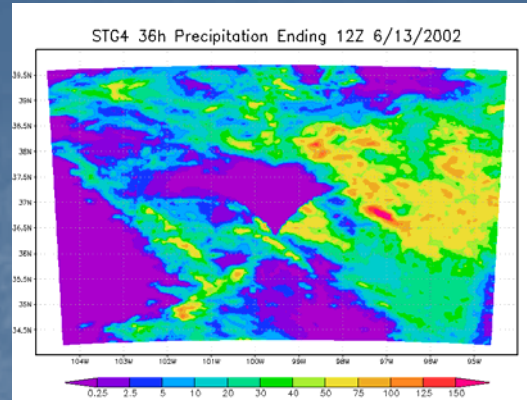 STG4 36h Precipitation Ending 12Z 6/13/2002
39.5N
39N
38.5N
38N
37.5N
37N
36.5N
36N
35.5N
35N
34.5N
104W 103W 102W 101W 100W 99W 98W 97W 96W 95W
0.25 2.5 5 10 20 30 40 50 75 100 125 150